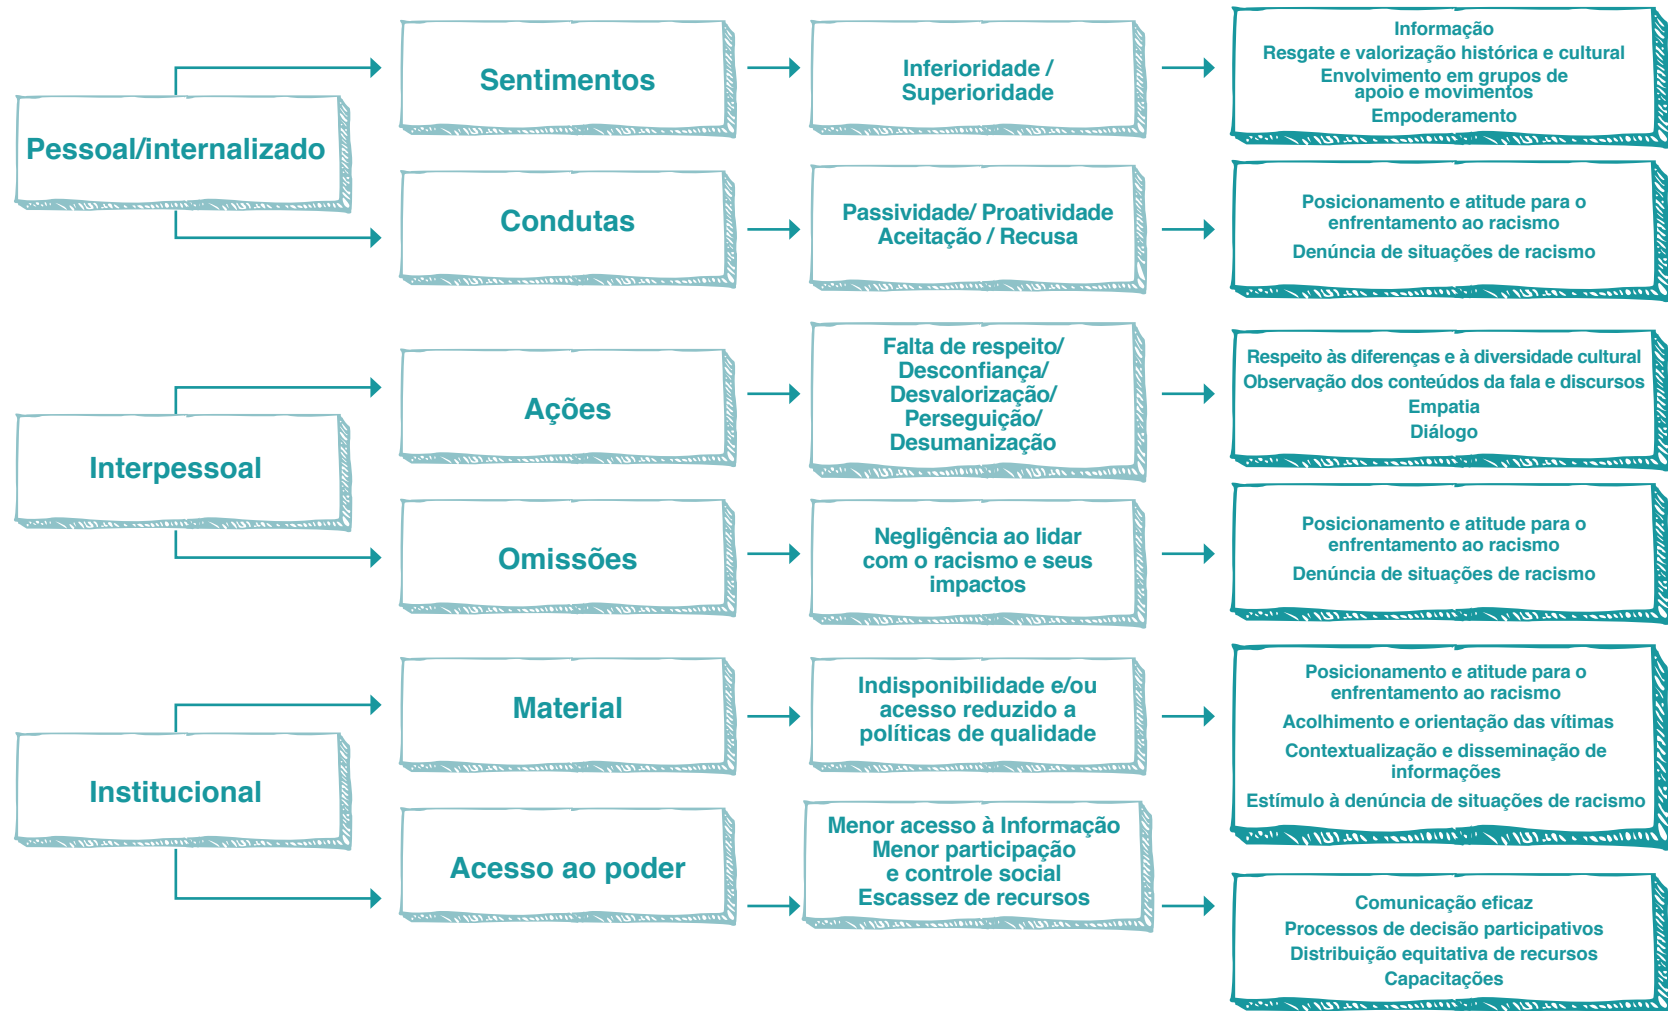 Pessoal/internalizado
Sentimentos
Inferioridade /
Superioridade
Informação
Resgate e valorização histórica e cultural
Envolvimento em grupos de
apoio e movimentos
Empoderamento
Condutas
Passividade/ Proatividade
Aceitação / Recusa
Posicionamento e atitude para o
enfrentamento ao racismo
Denúncia de situações de racismo
Interpessoal
Ações
Falta de respeito/
Desconfiança/
Desvalorização/
Perseguição/
Desumanização
Respeito às diferenças e à diversidade cultural
Observação dos conteúdos da fala e discursos
Empatia
Diálogo
Omissões
Negligência ao lidar
com o racismo e seus
impactos
Posicionamento e atitude para o
enfrentamento ao racismo
Denúncia de situações de racismo
Institucional
Material
Indisponibilidade e/ou
acesso reduzido a
políticas de qualidade
Posicionamento e atitude para o
enfrentamento ao racismo
Acolhimento e orientação das vítimas
Contextualização e disseminação de
informações
Estímulo à denúncia de situações de racismo
Acesso ao poder
Menor acesso à Informação
Menor participação
e controle social
Escassez de recursos
Comunicação eficaz
Processos de decisão participativos
Distribuição equitativa de recursos
Capacitações